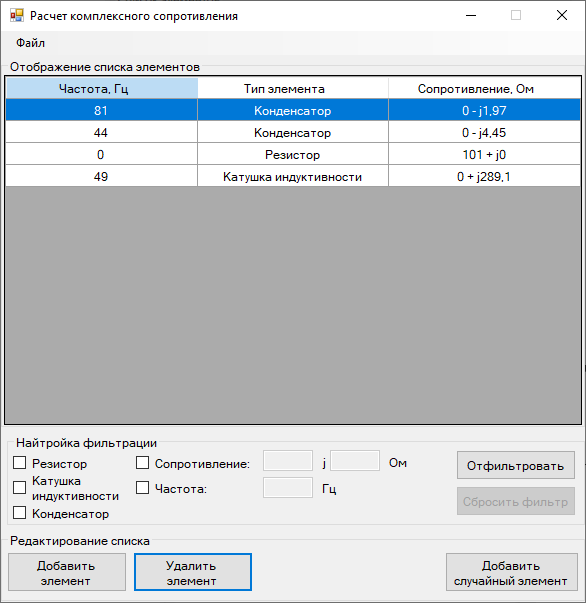 Расчет комплексного сопротивления
Файл
Отображение списка элементов
Частота, Гц Тип элемента Сопротивление, Ом
81 Конденсатор 0 - j1,97
44 Конденсатор 0 - j4,45
0 Резистор 101 + j0
49 Катушка индуктивности 0 + j289,1
Найтройка фильтрации
Резистор Сопротивление: j Ом Отфильтровать
Катушка
индуктивности Частота: Гц Сбросить фильтр
Конденсатор
Редактирование списка
Добавить
элемент
Удалить
элемент
Добавить
случайный элемент